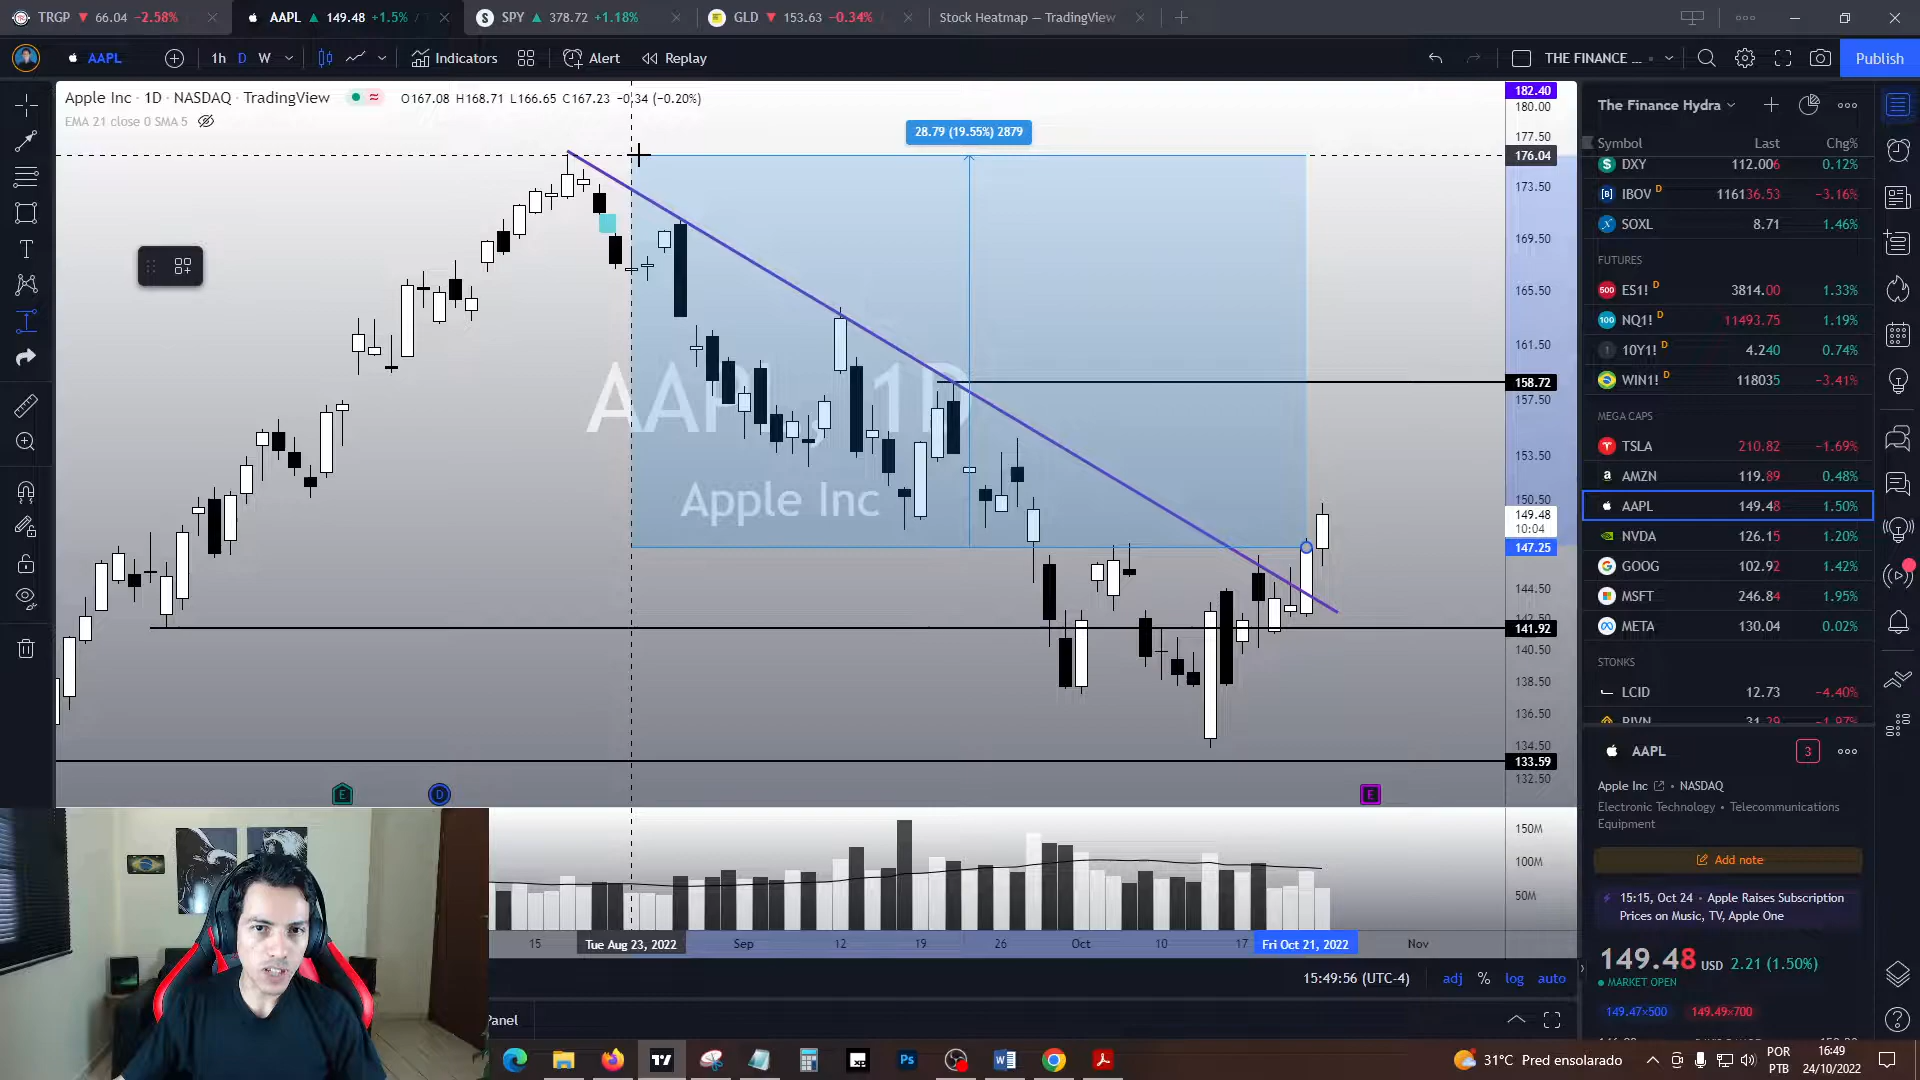 TRGP 66.04 -2.58%
AAPL 149.48 +1.5%
SPY 378.72 +1.18%
GLD 153.63 -0.34%
Stock Heatmap — TradingView
AAPL
1h D W
Indicators
Alert
Replay
THE FINANCE ...
Publish
Apple Inc · 1D · NASDAQ · TradingView
O167.08 H168.71 L166.65 C167.23 -0.34 (-0.20%)
EMA 21 close 0 SMA 5
28.79 (19.55%) 2879
AAPL, 1D
Apple Inc
182.40
180.00
177.50
176.04
173.50
169.50
165.50
161.50
158.72
157.50
153.50
150.50
149.48
10:04
147.25
144.50
141.92
140.50
138.50
136.50
134.50
133.59
132.50
E
D
E
150M
100M
50M
15
Tue Aug 23, 2022
Sep
12
19
26
Oct
10
17
Fri Oct 21, 2022
Nov
15:49:56 (UTC-4)
adj % log auto
Panel
The Finance Hydra
Symbol Last Chg%
DXY 112.006 0.12%
IBOV D 116136.53 -3.16%
SOXL 8.71 1.46%
FUTURES
ES1! D 3814.00 1.33%
NQ1! D 11493.75 1.19%
10Y1! D 4.240 0.74%
WIN1! D 118035 -3.41%
MEGA CAPS
TSLA 210.82 -1.69%
AMZN 119.89 0.48%
AAPL 149.48 1.50%
NVDA 126.15 1.20%
GOOG 102.92 1.42%
MSFT 246.84 1.95%
META 130.04 0.02%
STONKS
LCID 12.73 -4.40%
RIVN 31.29 -1.97%
AAPL
3
Apple Inc · NASDAQ
Electronic Technology · Telecommunications
Equipment
Add note
15:15, Oct 24 · Apple Raises Subscription
Prices on Music, TV, Apple One
149.48 USD 2.21 (1.50%)
MARKET OPEN
149.47×500 149.49×700
31°C Pred ensolarado
POR
PTB
16:49
24/10/2022